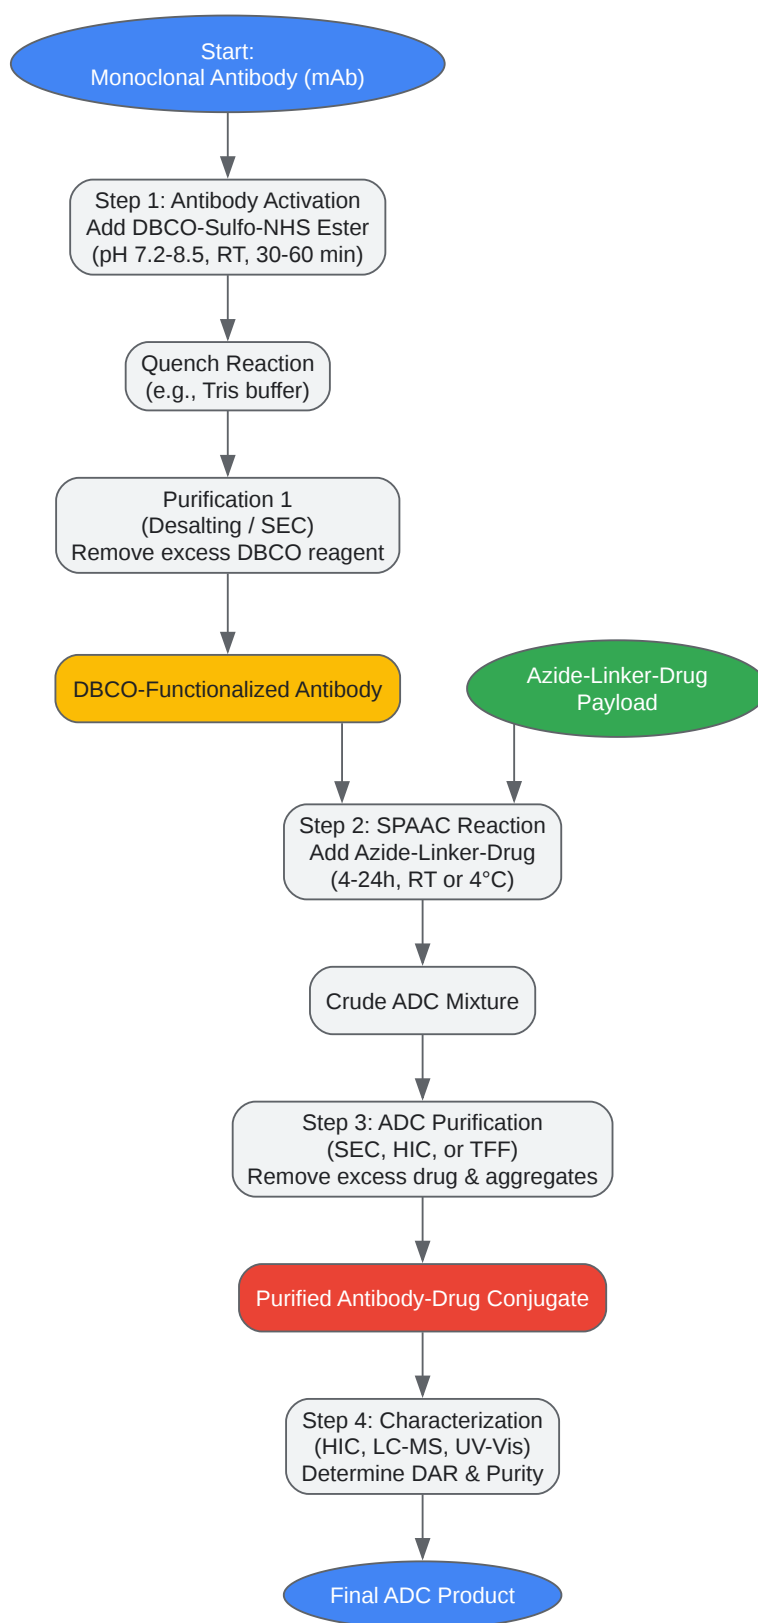 Start:
Monoclonal Antibody (mAb)
Step 1: Antibody Activation
Add DBCO-Sulfo-NHS Ester
(pH 7.2-8.5, RT, 30-60 min)
Quench Reaction
(e.g., Tris buffer)
Purification 1
(Desalting / SEC)
Remove excess DBCO reagent
DBCO-Functionalized Antibody
Azide-Linker-Drug
Payload
Step 2: SPAAC Reaction
Add Azide-Linker-Drug
(4-24h, RT or 4°C)
Crude ADC Mixture
Step 3: ADC Purification
(SEC, HIC, or TFF)
Remove excess drug & aggregates
Purified Antibody-Drug Conjugate
Step 4: Characterization
(HIC, LC-MS, UV-Vis)
Determine DAR & Purity
Final ADC Product